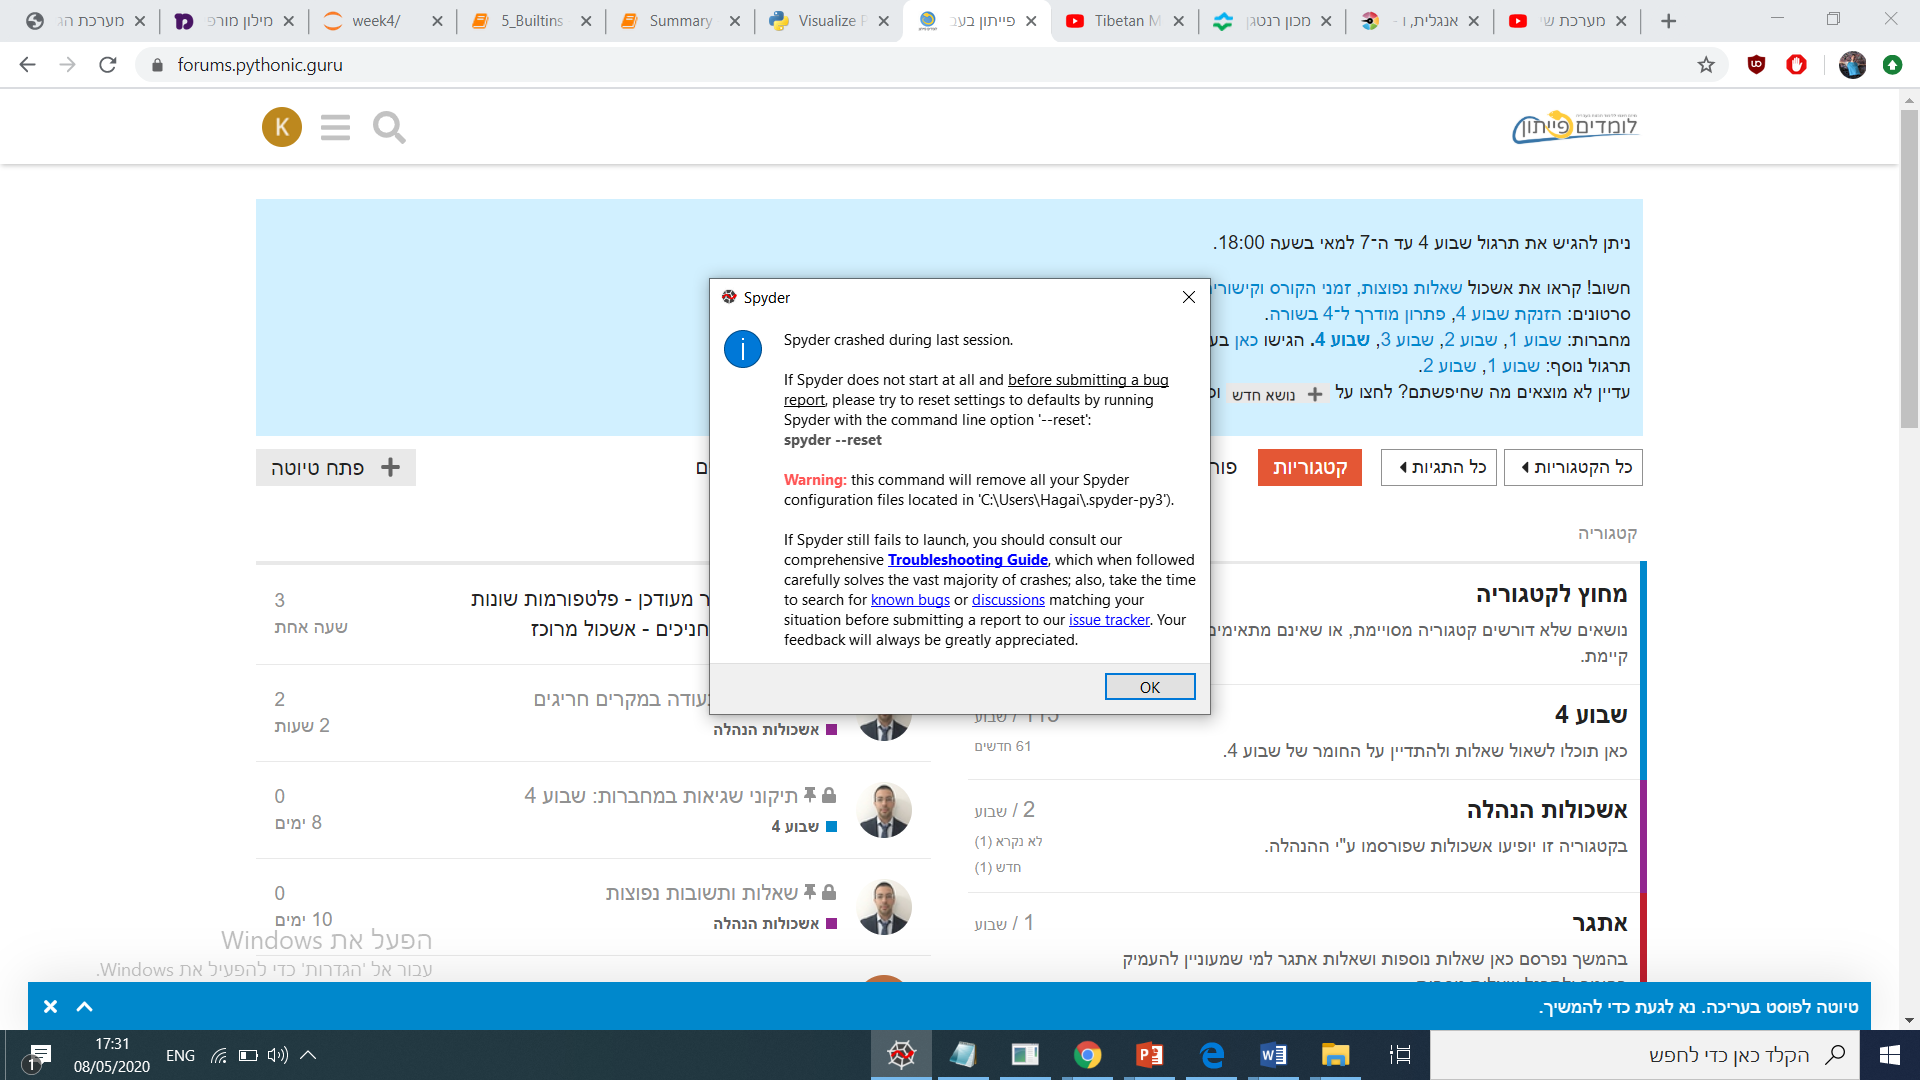 מערכת הג
מילון מורפי
week4/
5_Builtins
Summary
Visualize P
פייתון בעב
Tibetan M
מכון רנטגן
אנגלית, ו -
מערכת שי
forums.pythonic.guru
K
לומדים פייתון
ניתן להגיש את תרגול שבוע 4 עד ה־7 למאי בשעה 18:00.
חשוב! קראו את אשכול שאלות נפוצות, זמני הקורס וקישורי
סרטונים: הזנקת שבוע 4, פתרון מודרך ל־4 בשורה.
מחברות: שבוע 1, שבוע 2, שבוע 3, שבוע 4. הגישו כאן בע
תרגול נוסף: שבוע 1, שבוע 2.
עדיין לא מוצאים מה שחיפשתם? לחצו על + נושא חדש וכ
Spyder
Spyder crashed during last session.
If Spyder does not start at all and before submitting a bug
report, please try to reset settings to defaults by running
Spyder with the command line option '--reset':
spyder --reset
Warning: this command will remove all your Spyder
configuration files located in 'C:\Users\Hagai\.spyder-py3').
If Spyder still fails to launch, you should consult our
comprehensive Troubleshooting Guide, which when followed
carefully solves the vast majority of crashes; also, take the time
to search for known bugs or discussions matching your
situation before submitting a report to our issue tracker. Your
feedback will always be greatly appreciated.
OK
כל הקטגוריות
כל התגיות
קטגוריות
פור
ים
פתח טיוטה
קטגוריה
מחוץ לקטגוריה
נושאים שלא דורשים קטגוריה מסויימת, או שאינם מתאימים
קיימת.
שבוע 4
כאן תוכלו לשאול שאלות ולהתדיין על החומר של שבוע 4.
115 / שבוע
61 חדשים
אשכולות הנהלה
בקטגוריה זו יופיעו אשכולות שפורסמו ע"י ההנהלה.
2 / שבוע
לא נקרא (1)
חדש (1)
אתגר
בהמשך נפרסם כאן שאלות נוספות ושאלות אתגר למי שמעוניין להעמיק
1 / שבוע
ר מעודכן - פלטפורמות שונות
חניכים - אשכול מרוכז
3
שעה אחת
עודה במקרים חריגים
אשכולות הנהלה
2
2 שעות
תיקוני שגיאות במחברות: שבוע 4
שבוע 4
0
8 ימים
שאלות ותשובות נפוצות
אשכולות הנהלה
0
10 ימים
הפעל את Windows
עבור אל 'הגדרות' כדי להפעיל את Windows.
טיוטה לפוסט בעריכה. נא לגעת כדי להמשיך.
1
17:31
08/05/2020
ENG
הקלד כאן כדי לחפש